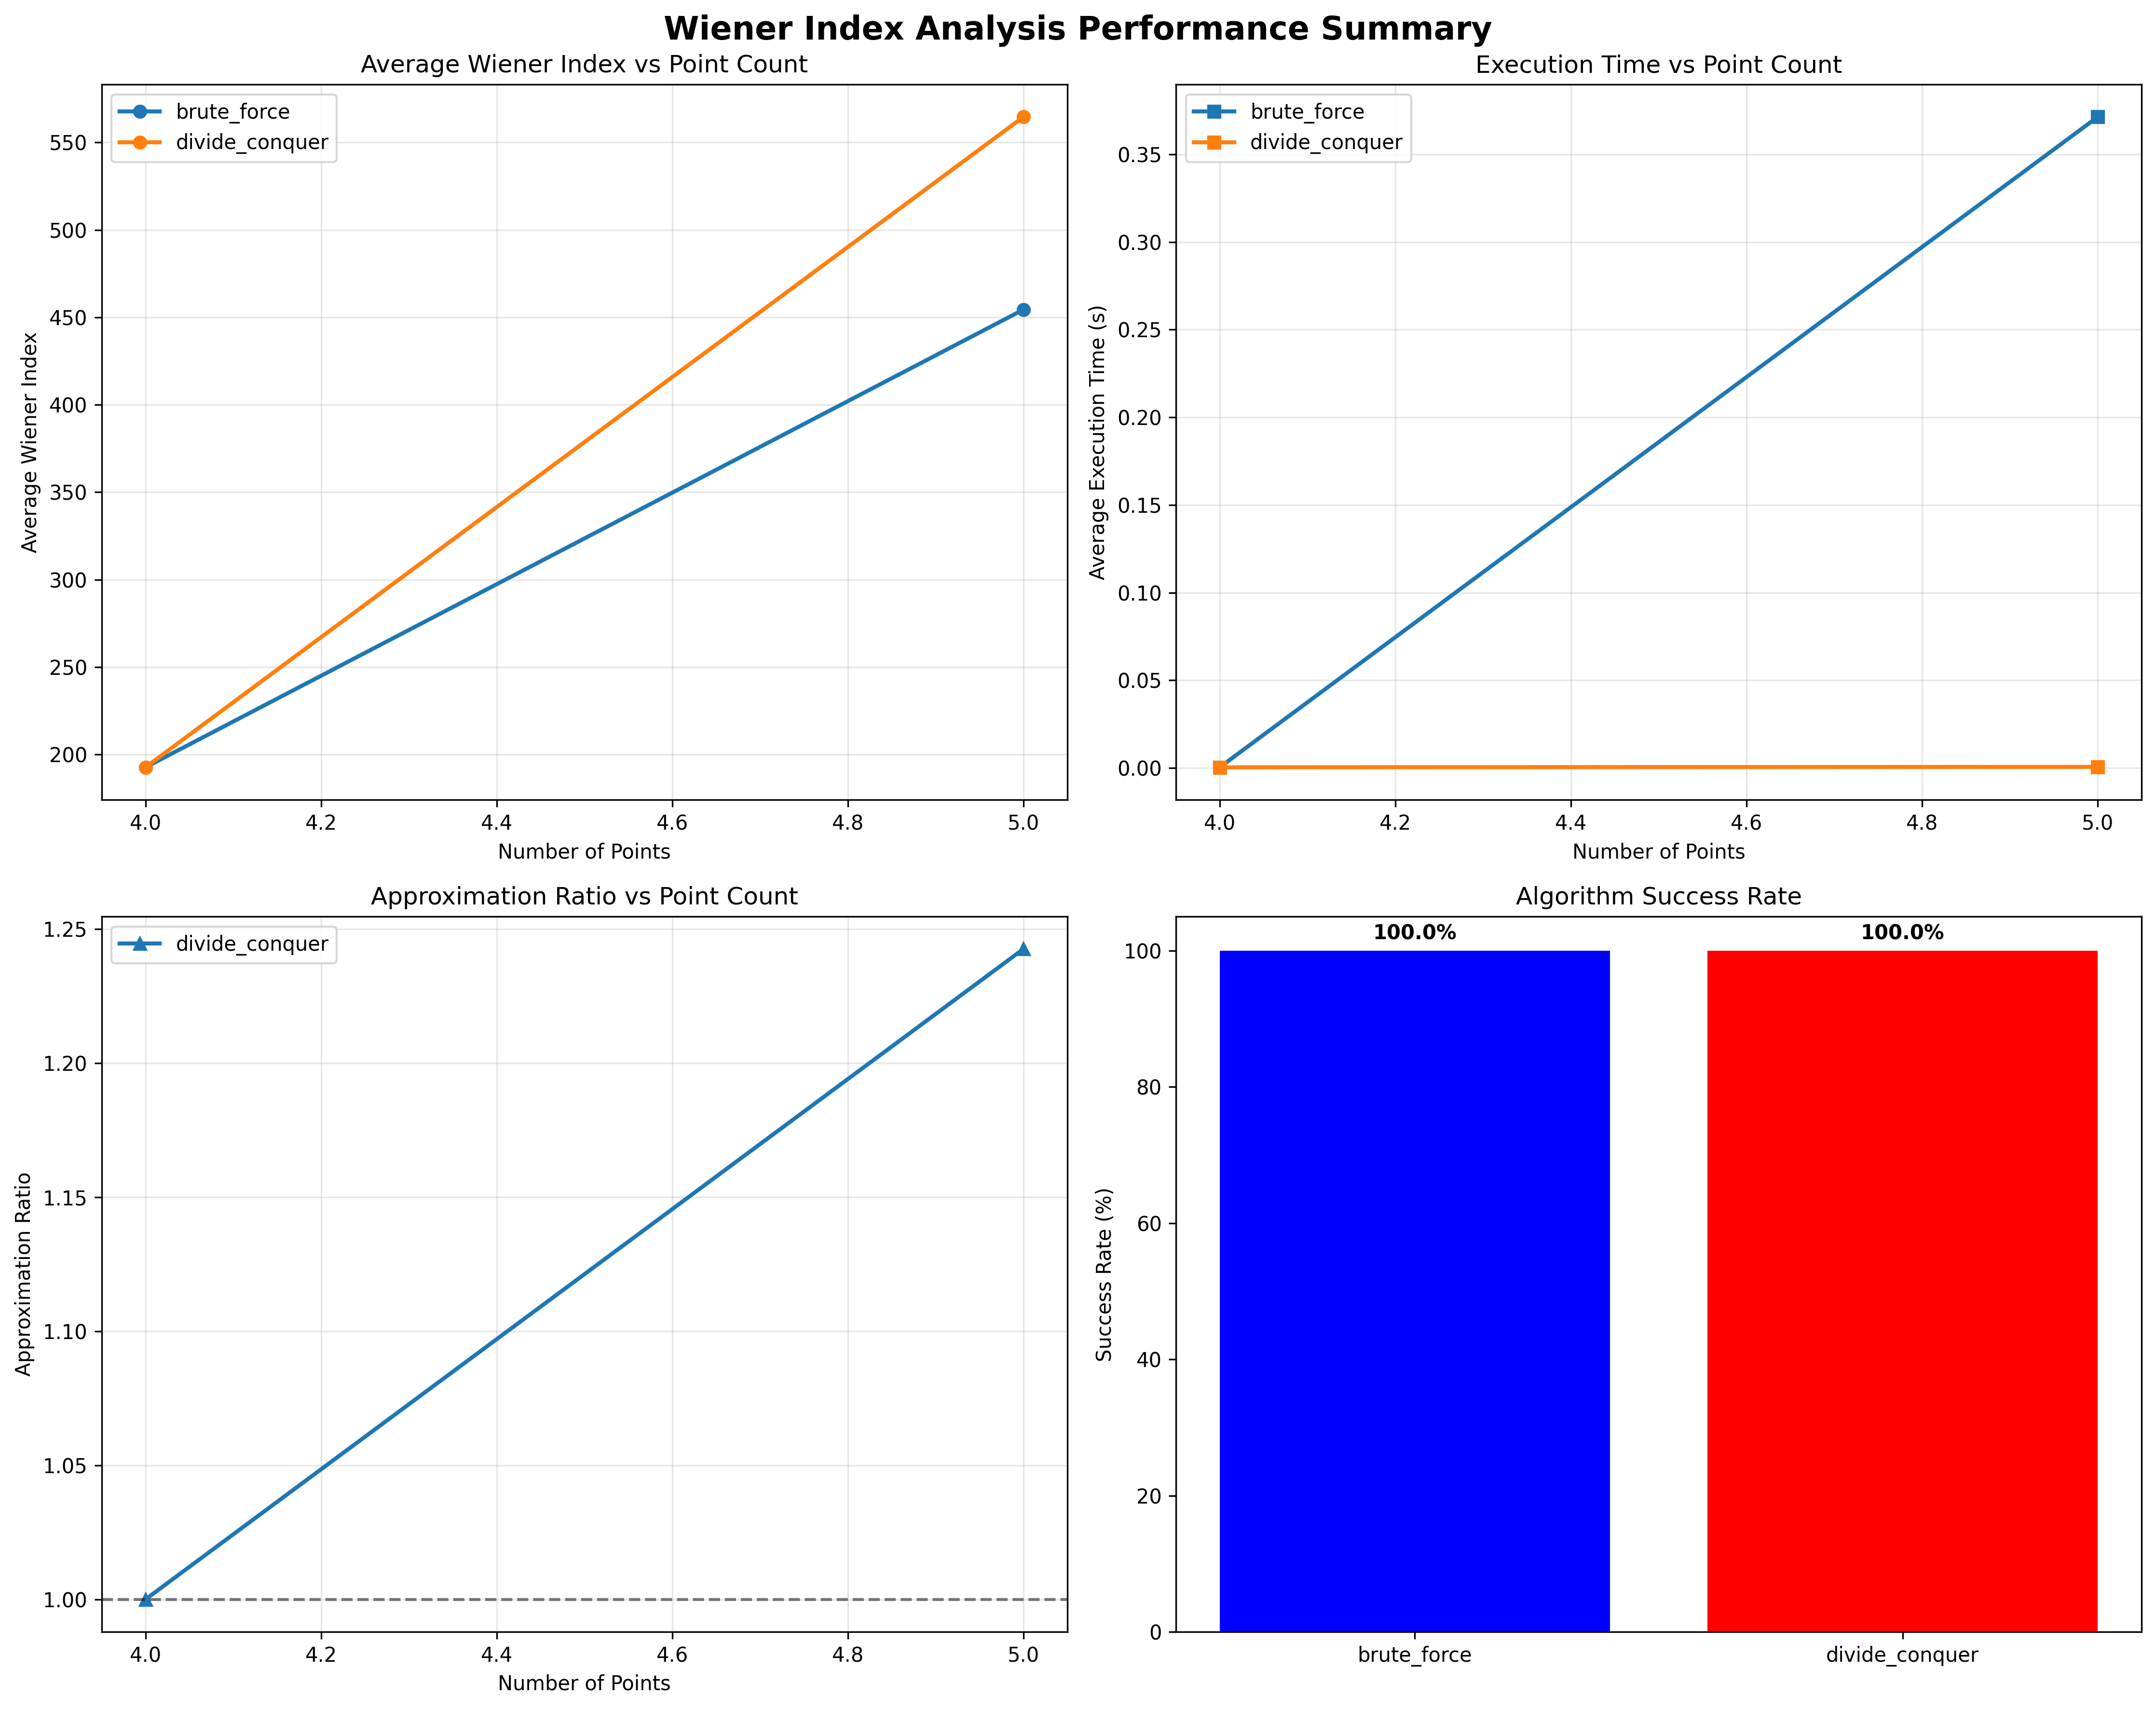 Wiener Index Analysis Performance Summary
Average Wiener Index vs Point Count
brute_force
divide_conquer
550
500
450
400
350
300
250
200
Average Wiener Index
4.0 4.2 4.4 4.6 4.8 5.0
Number of Points
Execution Time vs Point Count
brute_force
divide_conquer
0.35
0.30
0.25
0.20
0.15
0.10
0.05
0.00
Average Execution Time (s)
4.0 4.2 4.4 4.6 4.8 5.0
Number of Points
Approximation Ratio vs Point Count
divide_conquer
1.25
1.20
1.15
1.10
1.05
1.00
Approximation Ratio
4.0 4.2 4.4 4.6 4.8 5.0
Number of Points
Algorithm Success Rate
100.0% 100.0%
100
80
60
40
20
0
Success Rate (%)
brute_force divide_conquer